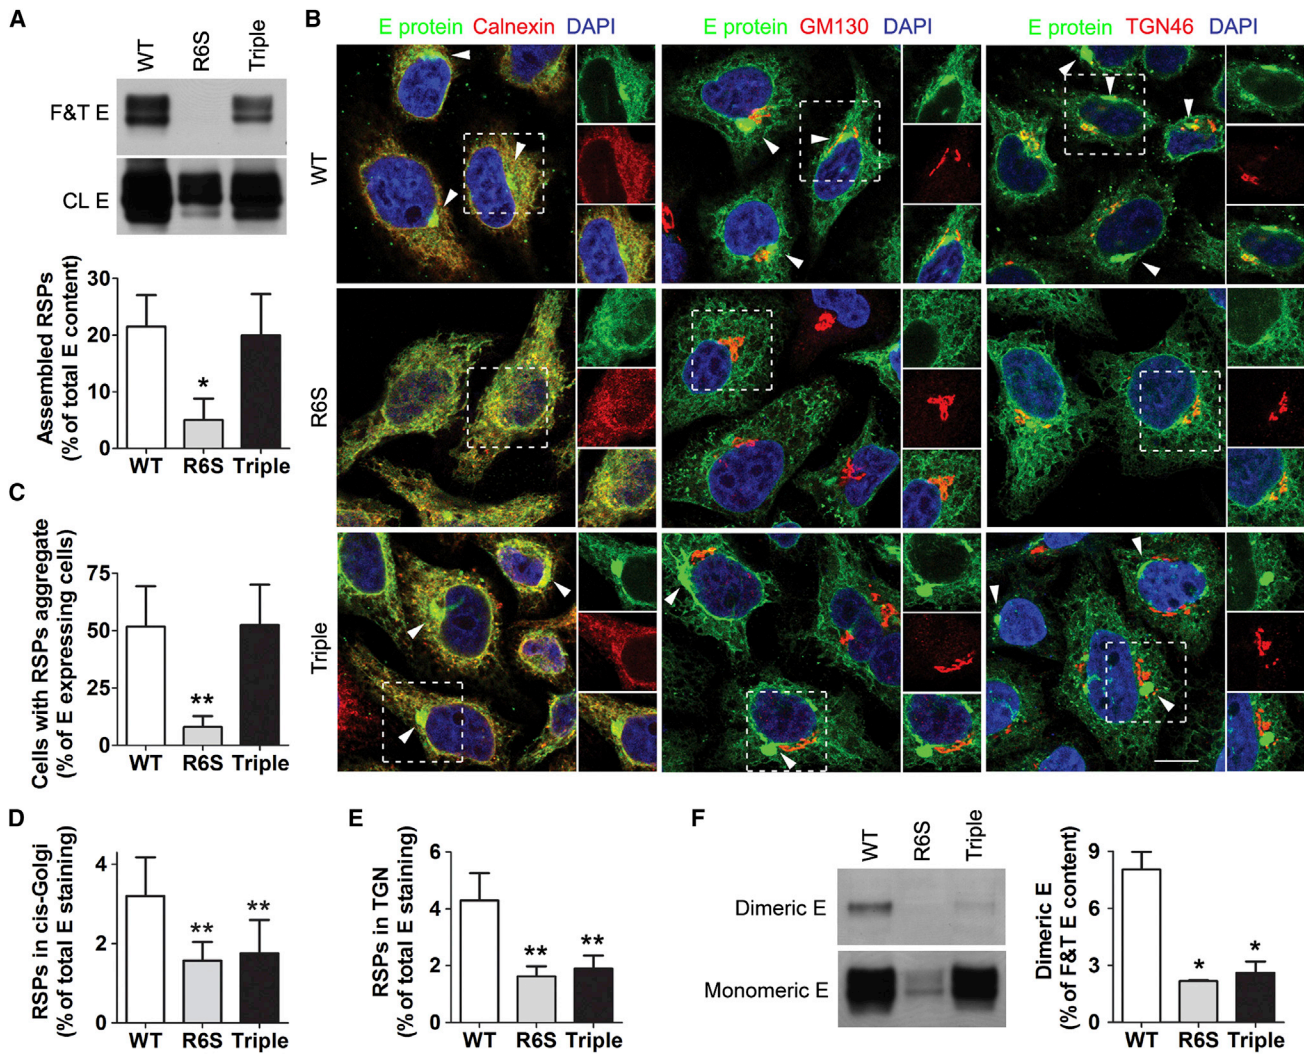 A
WT
R6S
Triple
F&T E
CL E
Assembled RSPs
(% of total E content)
30
20
10
0
*
WT R6S Triple
B
E protein Calnexin DAPI
E protein GM130 DAPI
E protein TGN46 DAPI
WT
R6S
Triple
C
Cells with RSPs aggregate
(% of E expressing cells)
75
50
25
0
**
WT R6S Triple
D
RSPs in cis-Golgi
(% of total E staining)
4
2
0
**
**
WT R6S Triple
E
RSPs in TGN
(% of total E staining)
6
4
2
0
**
**
WT R6S Triple
F
WT
R6S
Triple
Dimeric E
Monomeric E
Dimeric E
(% of F&T E content)
9
6
3
0
*
*
WT R6S Triple